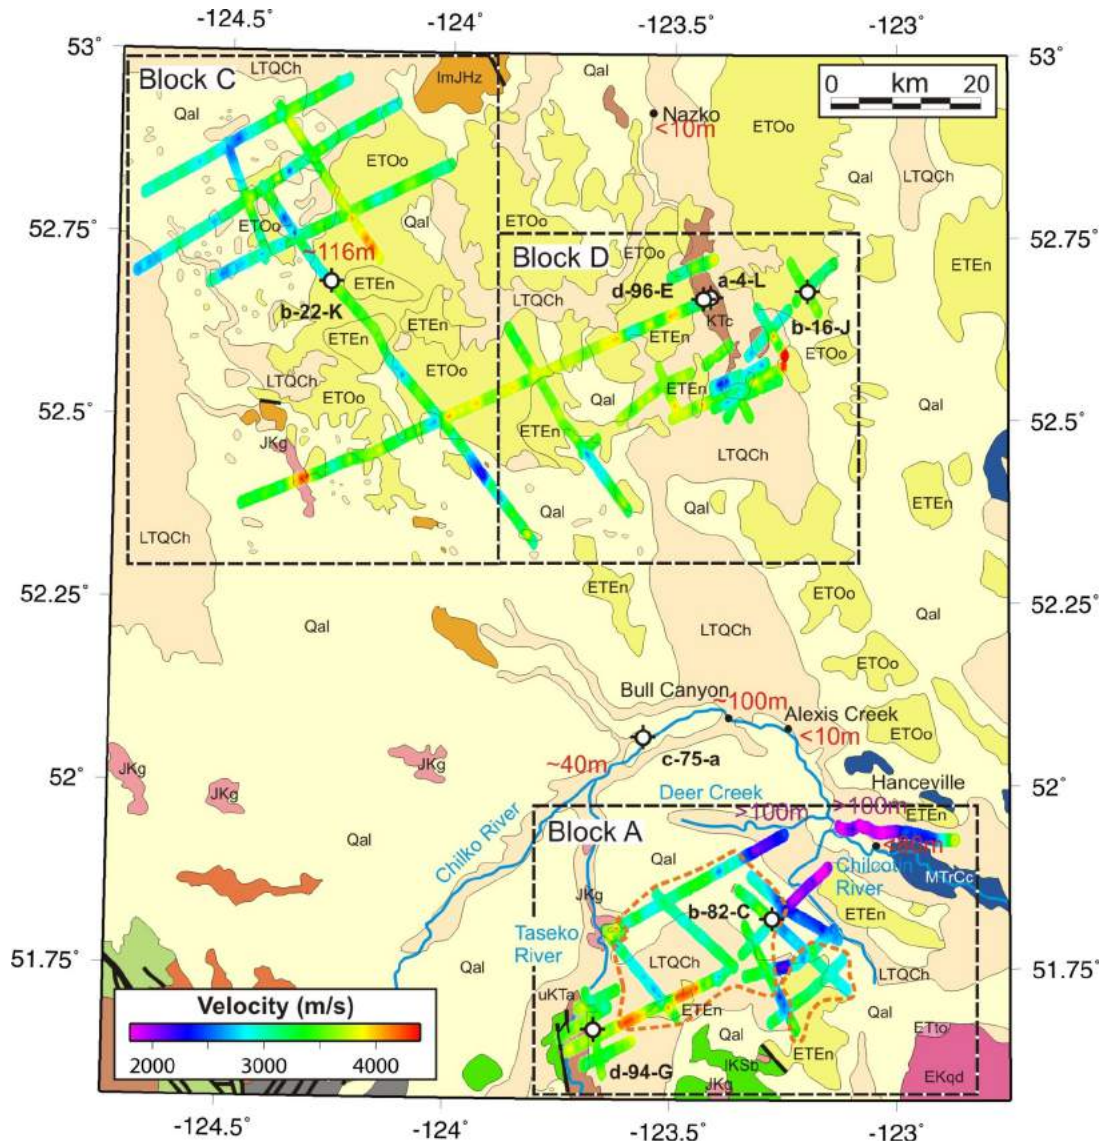 -124.5˚ -124˚ -123.5˚ -123˚
53˚ 53˚
Block C
LTQCh
lmJHz
Qal
0 km 20
Qal
Nazko
<10m
ETOo
ETOo
Qal
LTQCh
Qal
52.75˚
ETOo
ETOo
ETOo
52.75˚
~116m
Block D
ETEn
ETEn
d-96-E
a-4-L
b-22-K
LTQCh
KTc
b-16-J
ETEn
ETEn
ETEn
ETOo
LTQCh
ETOo
ETOo
ETEn
Qal
Qal
52.5˚
52.5˚
JKg
ETEn
LTQCh
Qal
Qal
ETEn
LTQCh
ETEn
ETOo
52.25˚
52.25˚
Qal
LTQCh
Qal
ETOo
Bull Canyon
~100m
Alexis Creek
<10m
ETOo
c-75-a
~40m
JKg
JKg
JKg
52˚
52˚
Hanceville
Deer Creek
>100m
>100m
ETEn
Block A
Chilko River
Qal
Qal
Chilcotin
River
MTrCc
JKg
b-82-C
ETEn
Taseko
River
51.75˚
51.75˚
Qal
LTQCh
LTQCh
uKTa
ETEn
Qal
Qal
ETto
Velocity (m/s)
2000 3000 4000
d-94-G
lKSb
ETEn
JKg
EKqd
-124.5˚ -124˚ -123.5˚ -123˚